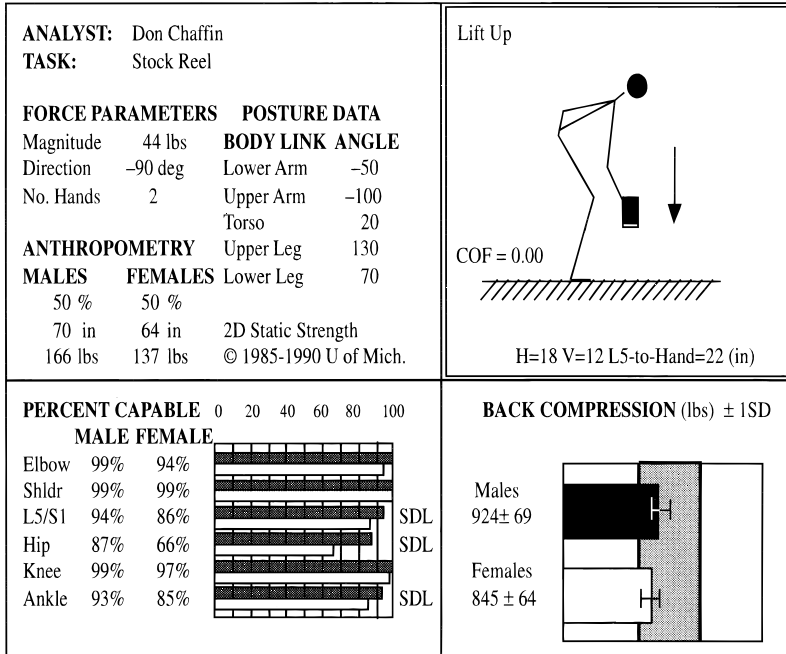 ANALYST: Don Chaffin
TASK: Stock Reel
FORCE PARAMETERS POSTURE DATA
Magnitude 44 lbs BODY LINK ANGLE
Direction –90 deg Lower Arm –50
No. Hands 2 Upper Arm –100
Torso 20
ANTHROPOMETRY Upper Leg 130
MALES FEMALES Lower Leg 70
50 % 50 %
70 in 64 in 2D Static Strength
166 lbs 137 lbs © 1985-1990 U of Mich.
Lift Up
COF = 0.00
H=18 V=12 L5-to-Hand=22 (in)
PERCENT CAPABLE 0 20 40 60 80 100
MALE FEMALE
Elbow 99% 94%
Shldr 99% 99%
L5/S1 94% 86% SDL
Hip 87% 66% SDL
Knee 99% 97%
Ankle 93% 85% SDL
BACK COMPRESSION (lbs) ± 1SD
Males
924± 69
Females
845 ± 64